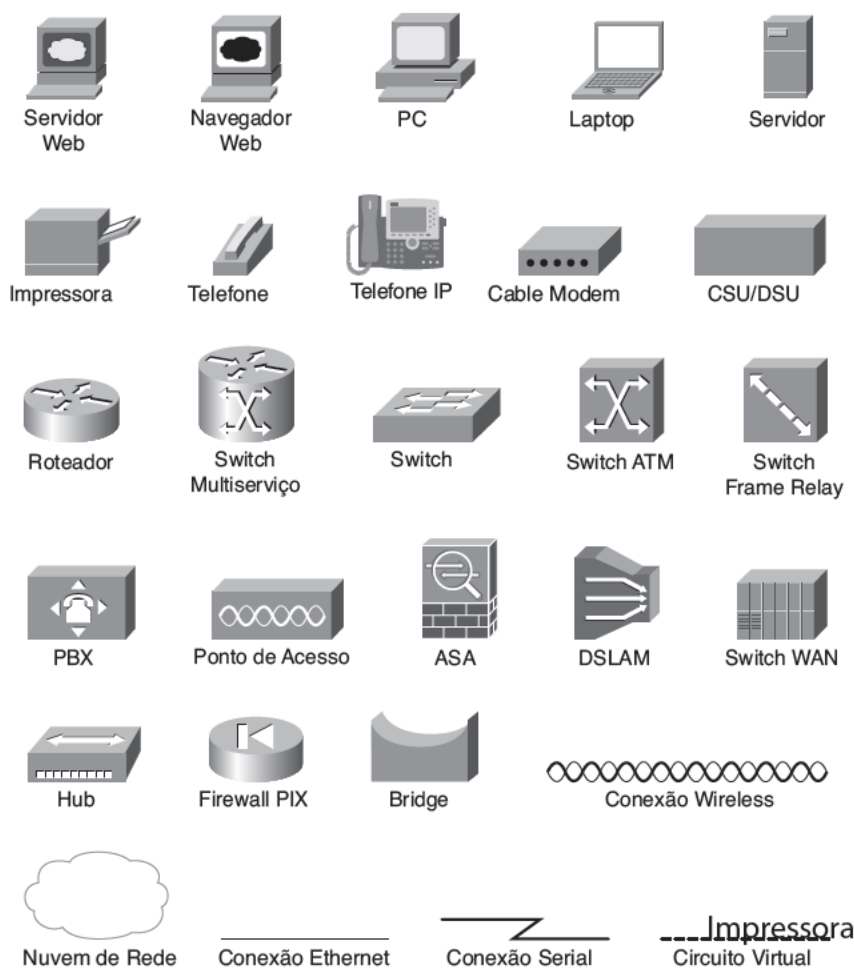 Servidor
Web
Navegador
Web
PC
Laptop
Servidor
Impressora
Telefone
Telefone IP
Cable Modem
CSU/DSU
Roteador
Switch
Multiserviço
Switch
Switch ATM
Switch
Frame Relay
PBX
Ponto de Acesso
ASA
DSLAM
Switch WAN
Hub
Firewall PIX
Bridge
Conexão Wireless
Impressora
Nuvem de Rede
Conexão Ethernet
Conexão Serial
Circuito Virtual